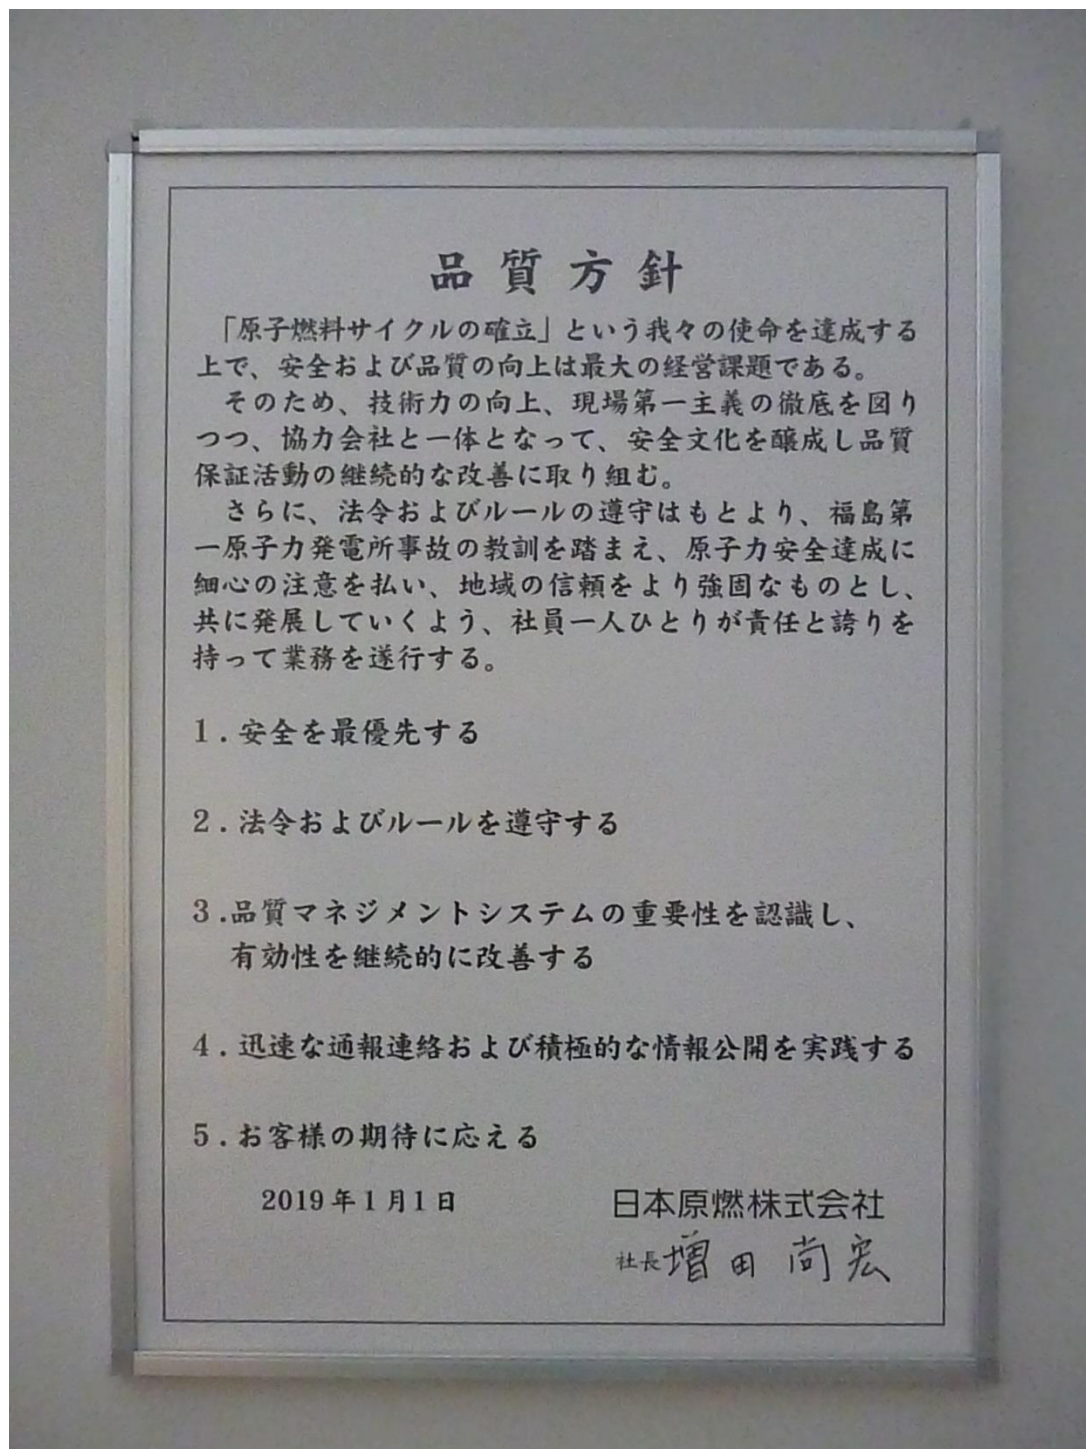 品質方針
「原子燃料サイクルの確立」という我々の使命を達成する
上で、安全および品質の向上は最大の経営課題である。
そのため、技術力の向上、現場第一主義の徹底を図り
つつ、協力会社と一体となって、安全文化を醸成し品質
保証活動の継続的な改善に取り組む。
さらに、法令およびルールの遵守はもとより、福島第
一原子力発電所事故の教訓を踏まえ、原子力安全達成に
細心の注意を払い、地域の信頼をより強固なものとし、
共に発展していくよう、社員一人ひとりが責任と誇りを
持って業務を遂行する。
1.安全を最優先する
2.法令およびルールを遵守する
3.品質マネジメントシステムの重要性を認識し、
有効性を継続的に改善する
4.迅速な通報連絡および積極的な情報公開を実践する
5.お客様の期待に応える
2019年1月1日
日本原燃株式会社
社長 増田 尚宏